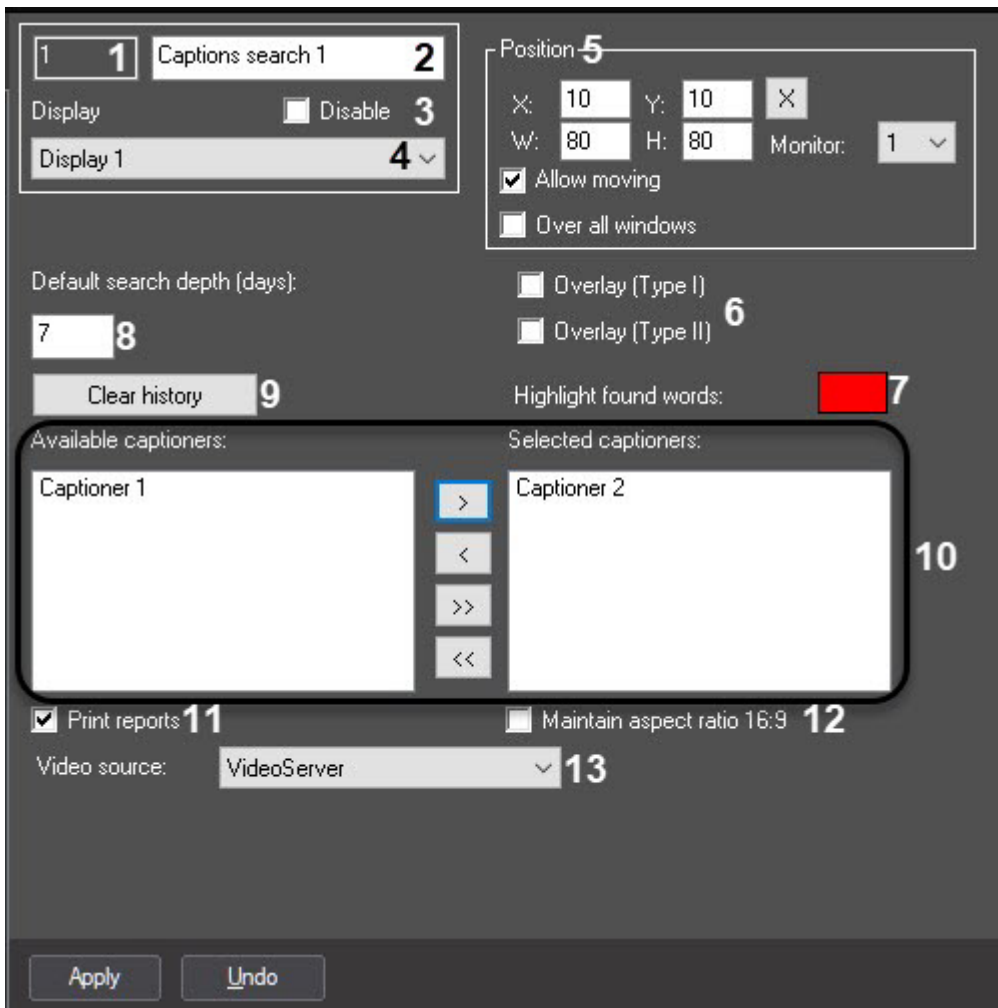 1 1 Captions search 1 2
Display Disable 3
Display 1 4
Position 5
X: 10 Y: 10 X
W: 80 H: 80 Monitor: 1
Allow moving
Over all windows
Default search depth (days):
7 8
Overlay (Type I)
Overlay (Type II)
6
Clear history 9
Highlight found words: 7
Available captioners: Selected captioners:
Captioner 1 Captioner 2
>
<
>>
<<
10
Print reports 11 Maintain aspect ratio 16:9 12
Video source: VideoServer 13
Apply Undo